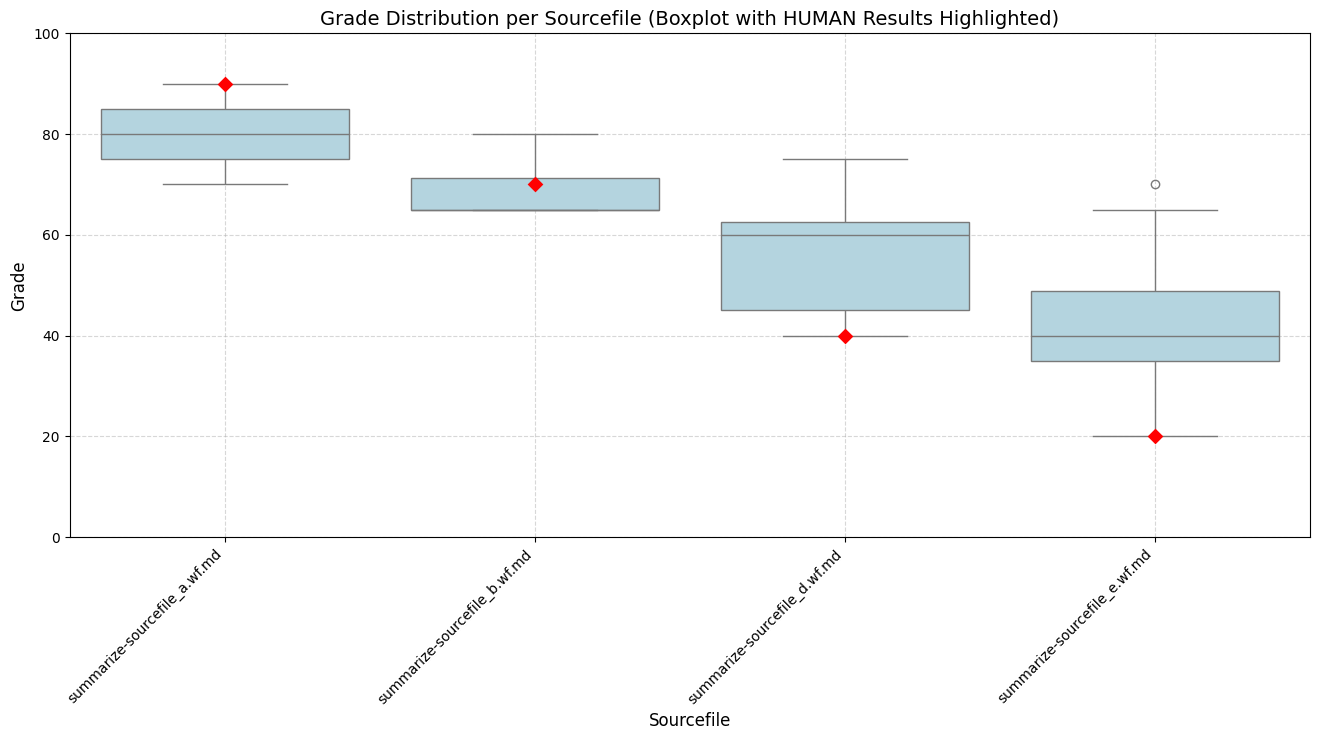 Grade Distribution per Sourcefile (Boxplot with HUMAN Results Highlighted)
100
80
60
40
20
0
Grade
summarize-sourcefile_a.wf.md
summarize-sourcefile_b.wf.md
summarize-sourcefile_d.wf.md
summarize-sourcefile_e.wf.md
Sourcefile